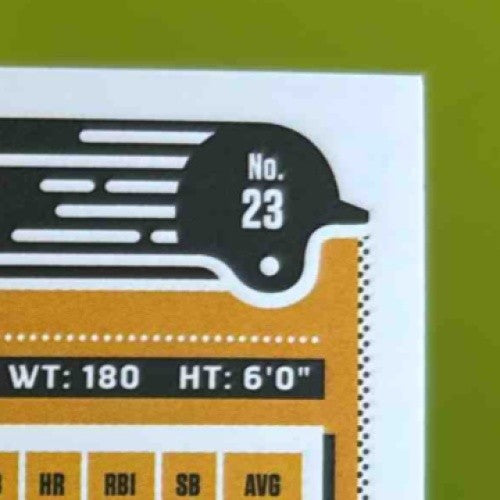 No.
23
WT: 180 HT: 6'0"
HR RBI SB AVG